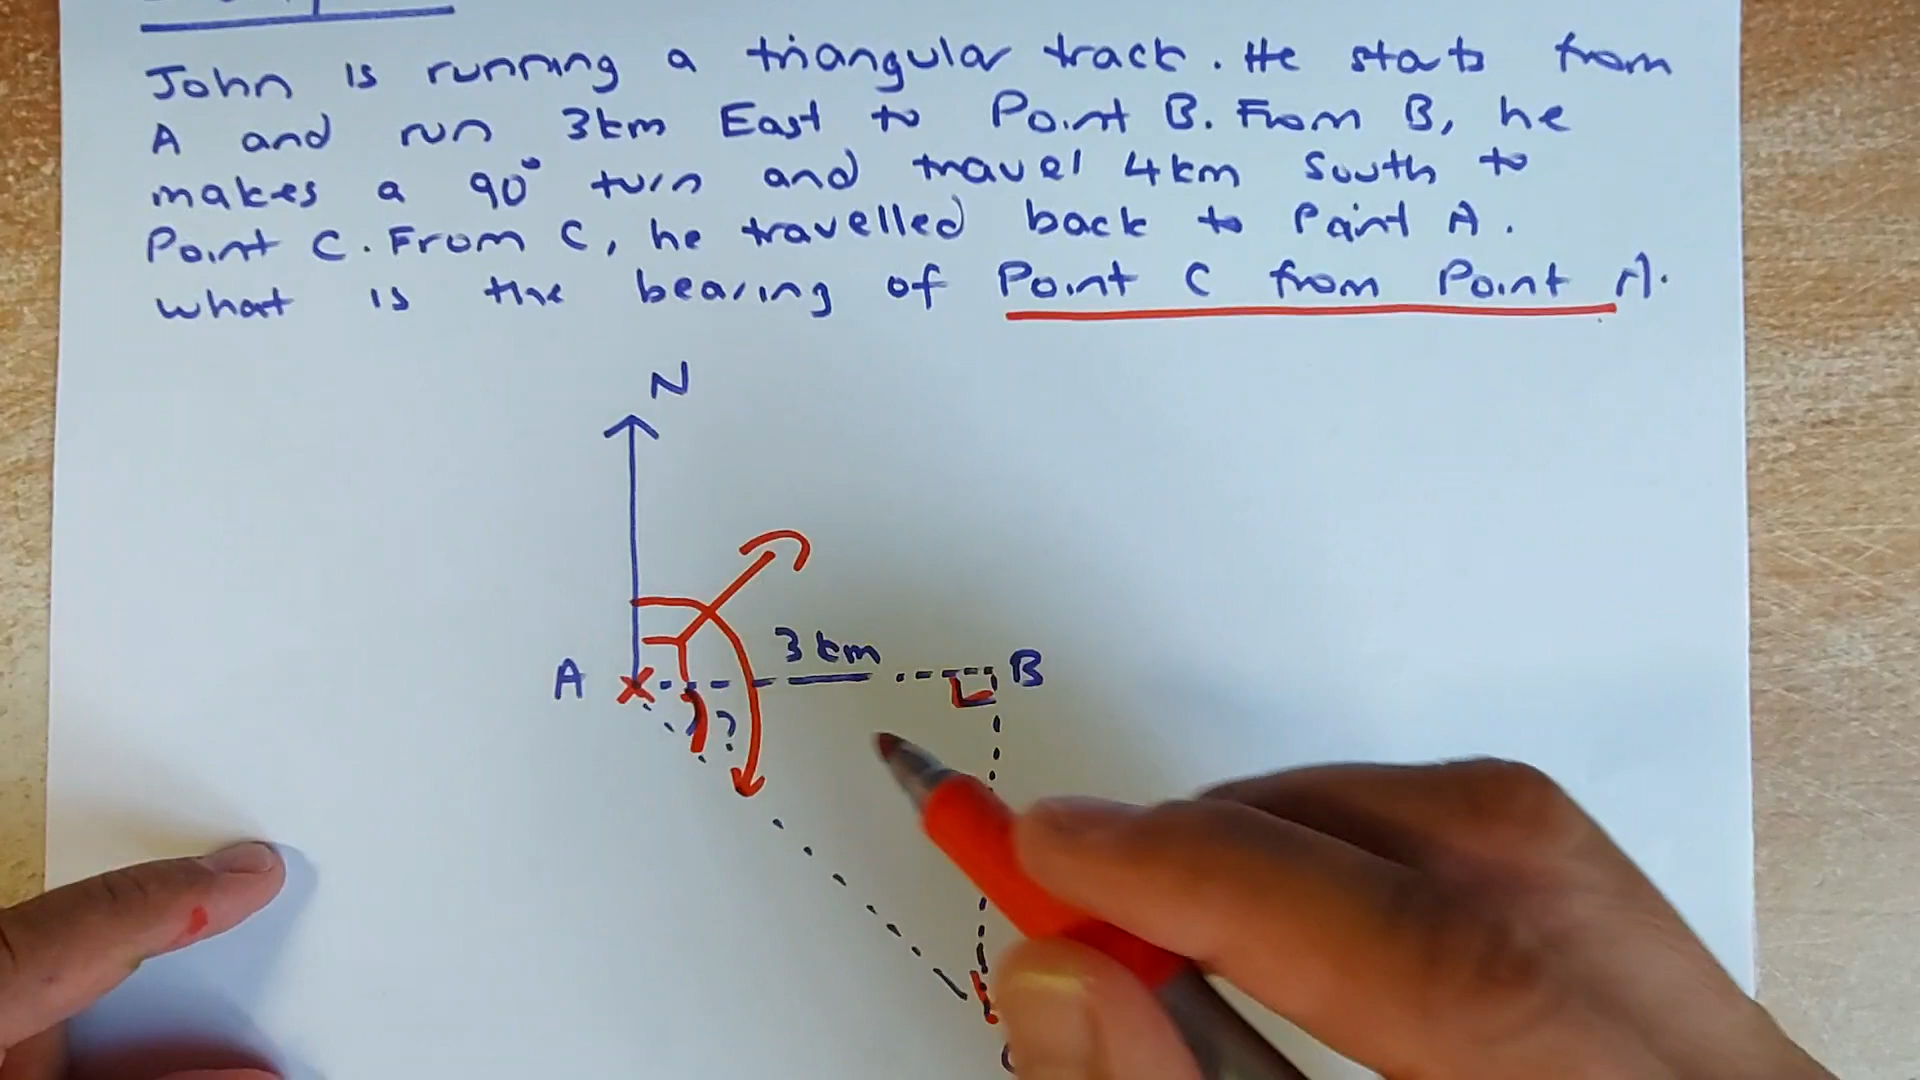 John is running a triangular track. He starts from
A and run 3km East to Point B. From B, he
makes a 90° turn and travel 4km South to
Point C. From C, he travelled back to Point A.
what is the bearing of Point C from Point A.
N
3 km
A
B
?